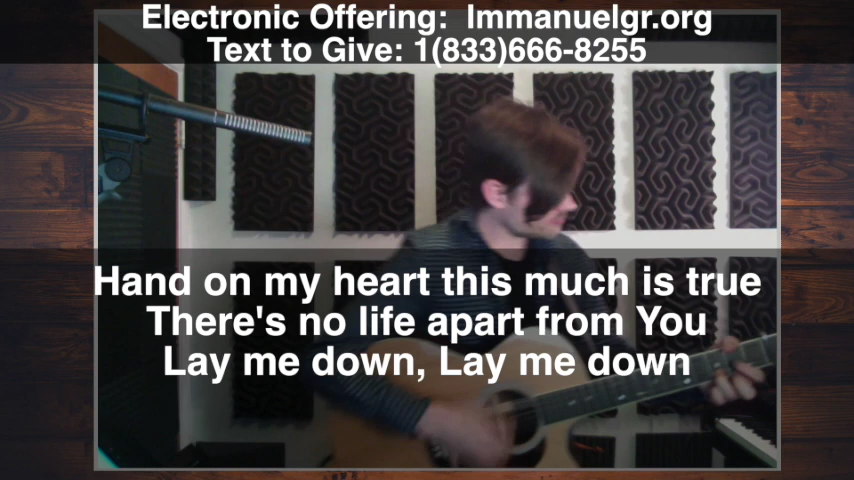 Electronic Offering: Immanuelgr.org
Text to Give: 1(833)666-8255
Hand on my heart this much is true
There's no life apart from You
Lay me down, Lay me down